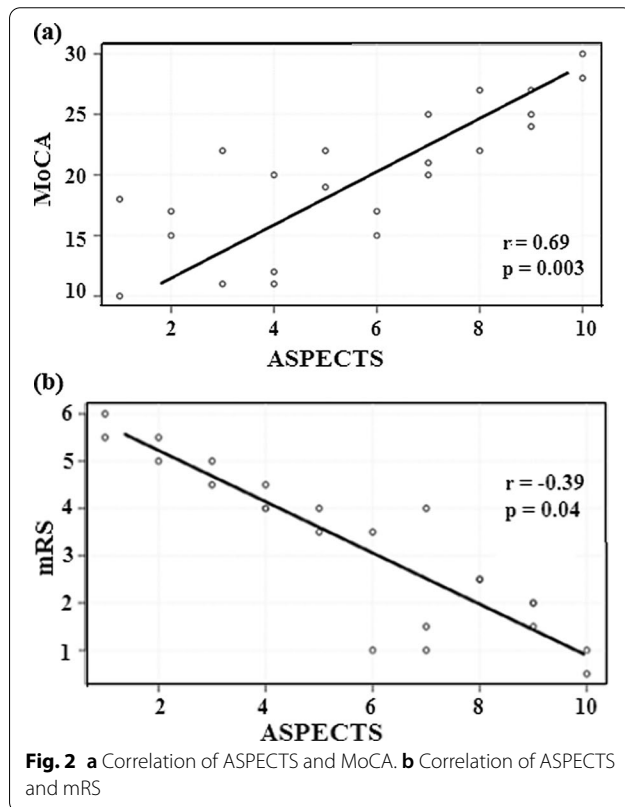 (a)
30
25
20
15
10
MoCA
r = 0.69
p = 0.003
2 4 6 8 10
ASPECTS
(b)
6
5
4
3
2
1
mRS
r = -0.39
p = 0.04
2 4 6 8 10
ASPECTS
Fig. 2 a Correlation of ASPECTS and MoCA. b Correlation of ASPECTS
and mRS